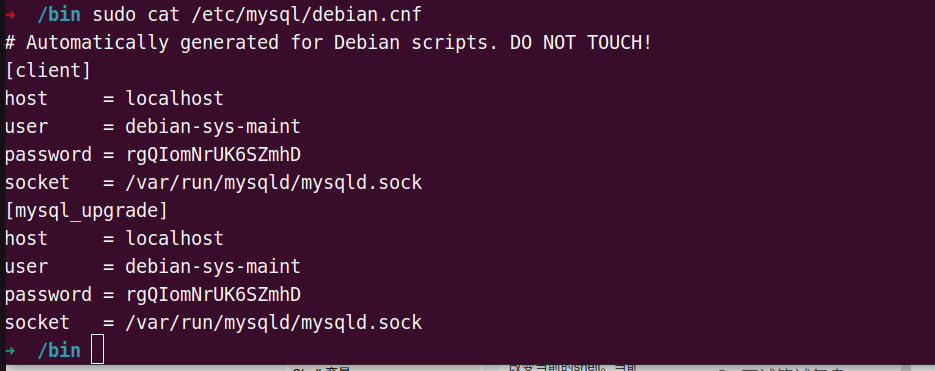 ➜  /bin sudo cat /etc/mysql/debian.cnf
# Automatically generated for Debian scripts. DO NOT TOUCH!
[client]
host     = localhost
user     = debian-sys-maint
password = rgQIomNrUK6SZmhD
socket   = /var/run/mysqld/mysqld.sock
[mysql_upgrade]
host     = localhost
user     = debian-sys-maint
password = rgQIomNrUK6SZmhD
socket   = /var/run/mysqld/mysqld.sock
➜  /bin